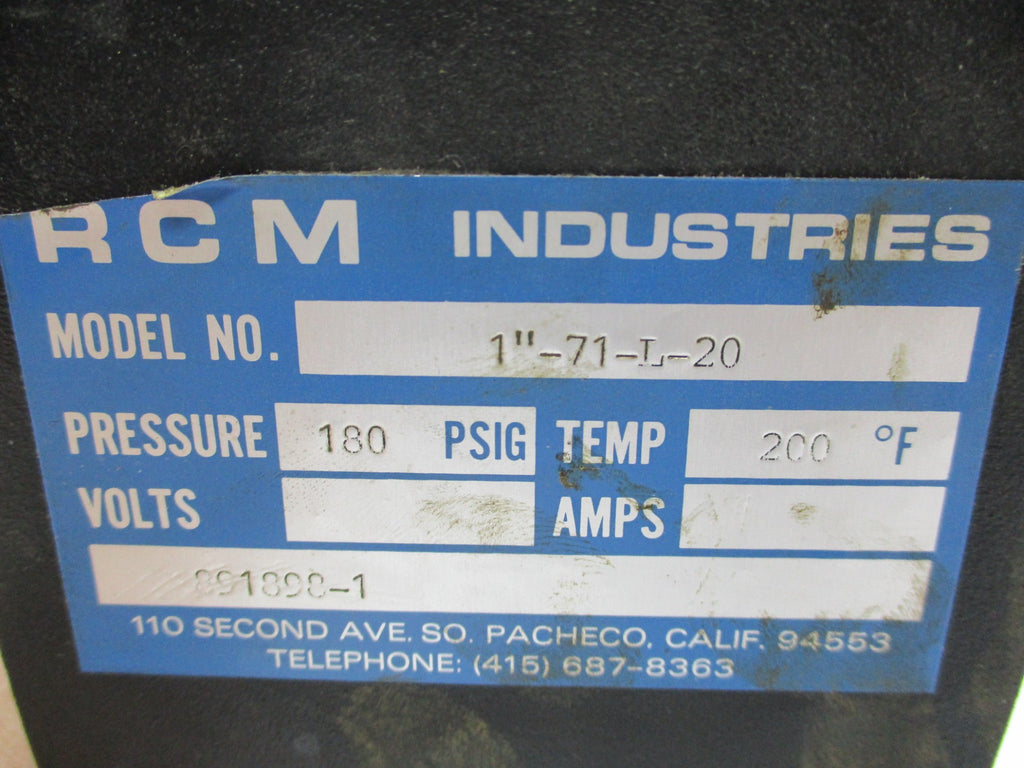 RCM INDUSTRIES
MODEL NO. 1"-71-L-20
PRESSURE 180 PSIG TEMP 200 °F
VOLTS AMPS
891898-1
110 SECOND AVE. SO. PACHECO, CALIF. 94553
TELEPHONE: (415) 687-8363